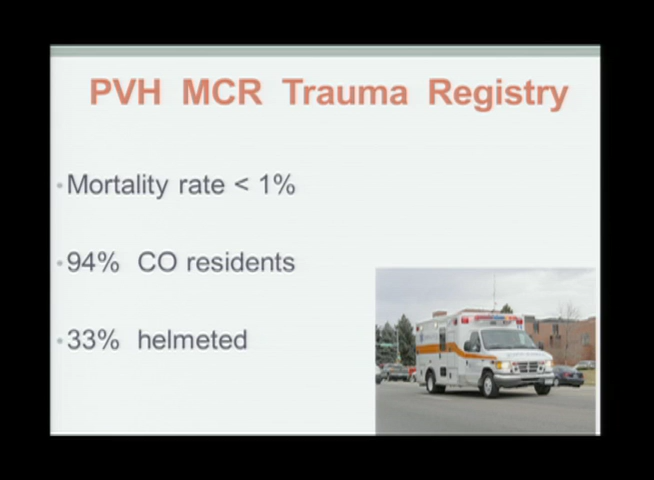 PVH MCR Trauma Registry
Mortality rate < 1%
94% CO residents
33% helmeted